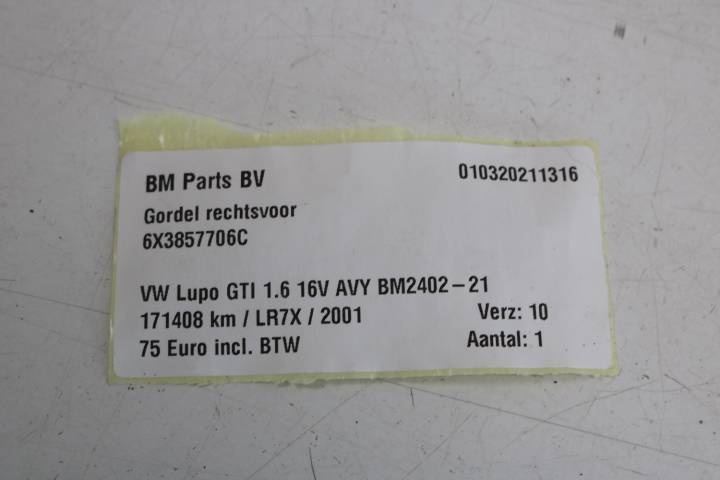 BM Parts BV 010320211316
Gordel rechtsvoor
6X3857706C
VW Lupo GTI 1.6 16V AVY BM2402-21
171408 km / LR7X / 2001 Verz: 10
75 Euro incl. BTW Aantal: 1